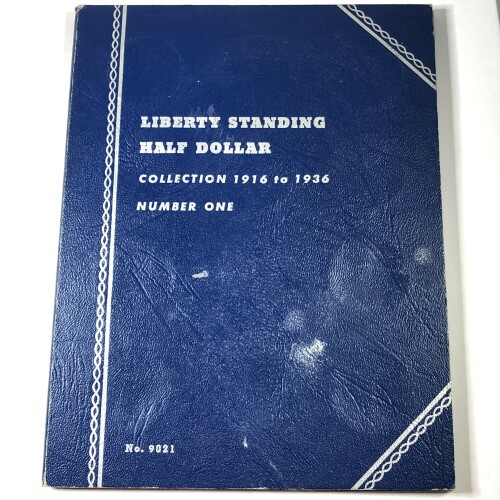 LIBERTY STANDING
HALF DOLLAR
COLLECTION 1916 to 1936
NUMBER ONE
No. 9021